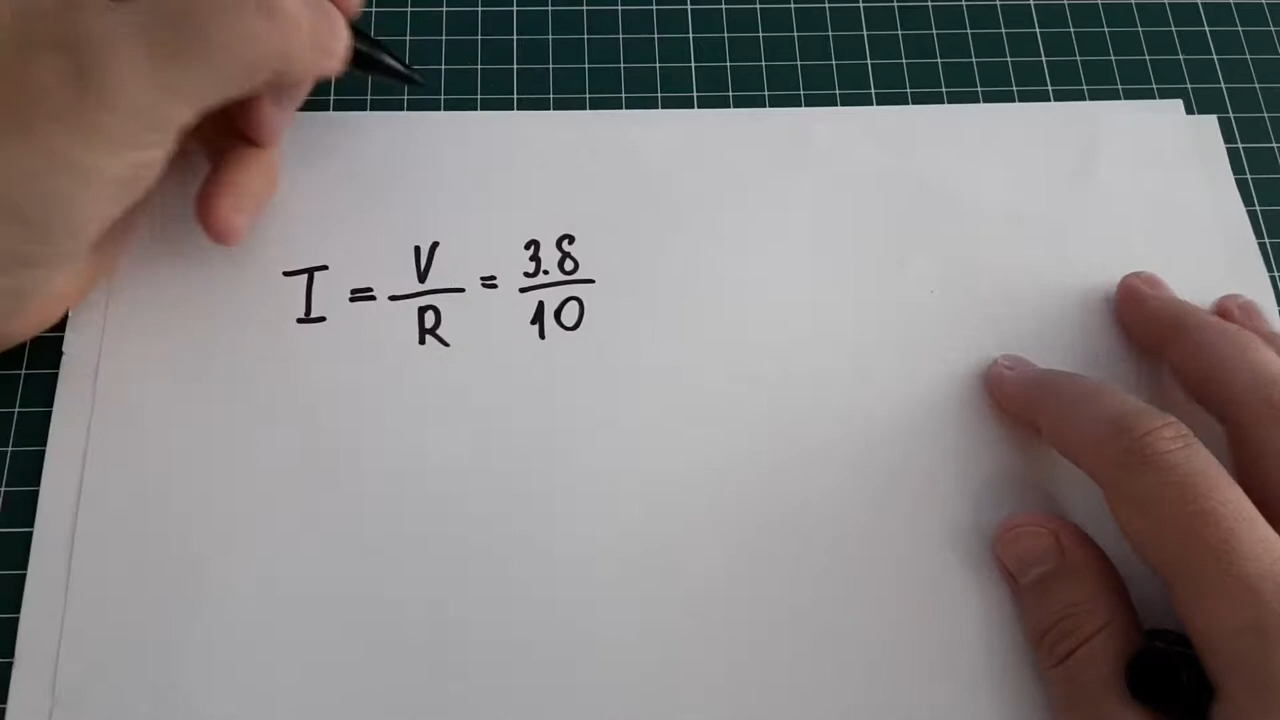 I = V/R = 3.8/10